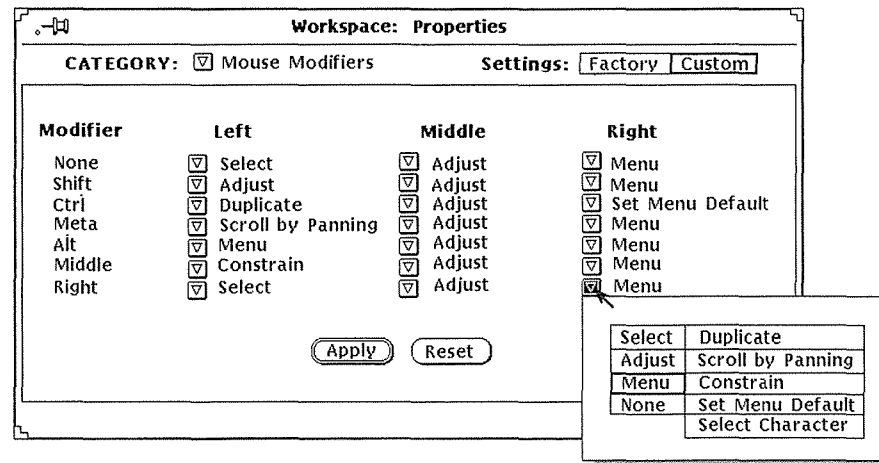 Workspace: Properties
CATEGORY: Mouse Modifiers Settings: Factory Custom
Modifier Left Middle Right
None Select Adjust Menu
Shift Adjust Adjust Menu
Ctrl Duplicate Adjust Set Menu Default
Meta Scroll by Panning Adjust Menu
Alt Menu Adjust Menu
Middle Constrain Adjust Menu
Right Select Adjust Menu
Apply Reset
Select Duplicate
Adjust Scroll by Panning
Menu Constrain
None Set Menu Default
Select Character